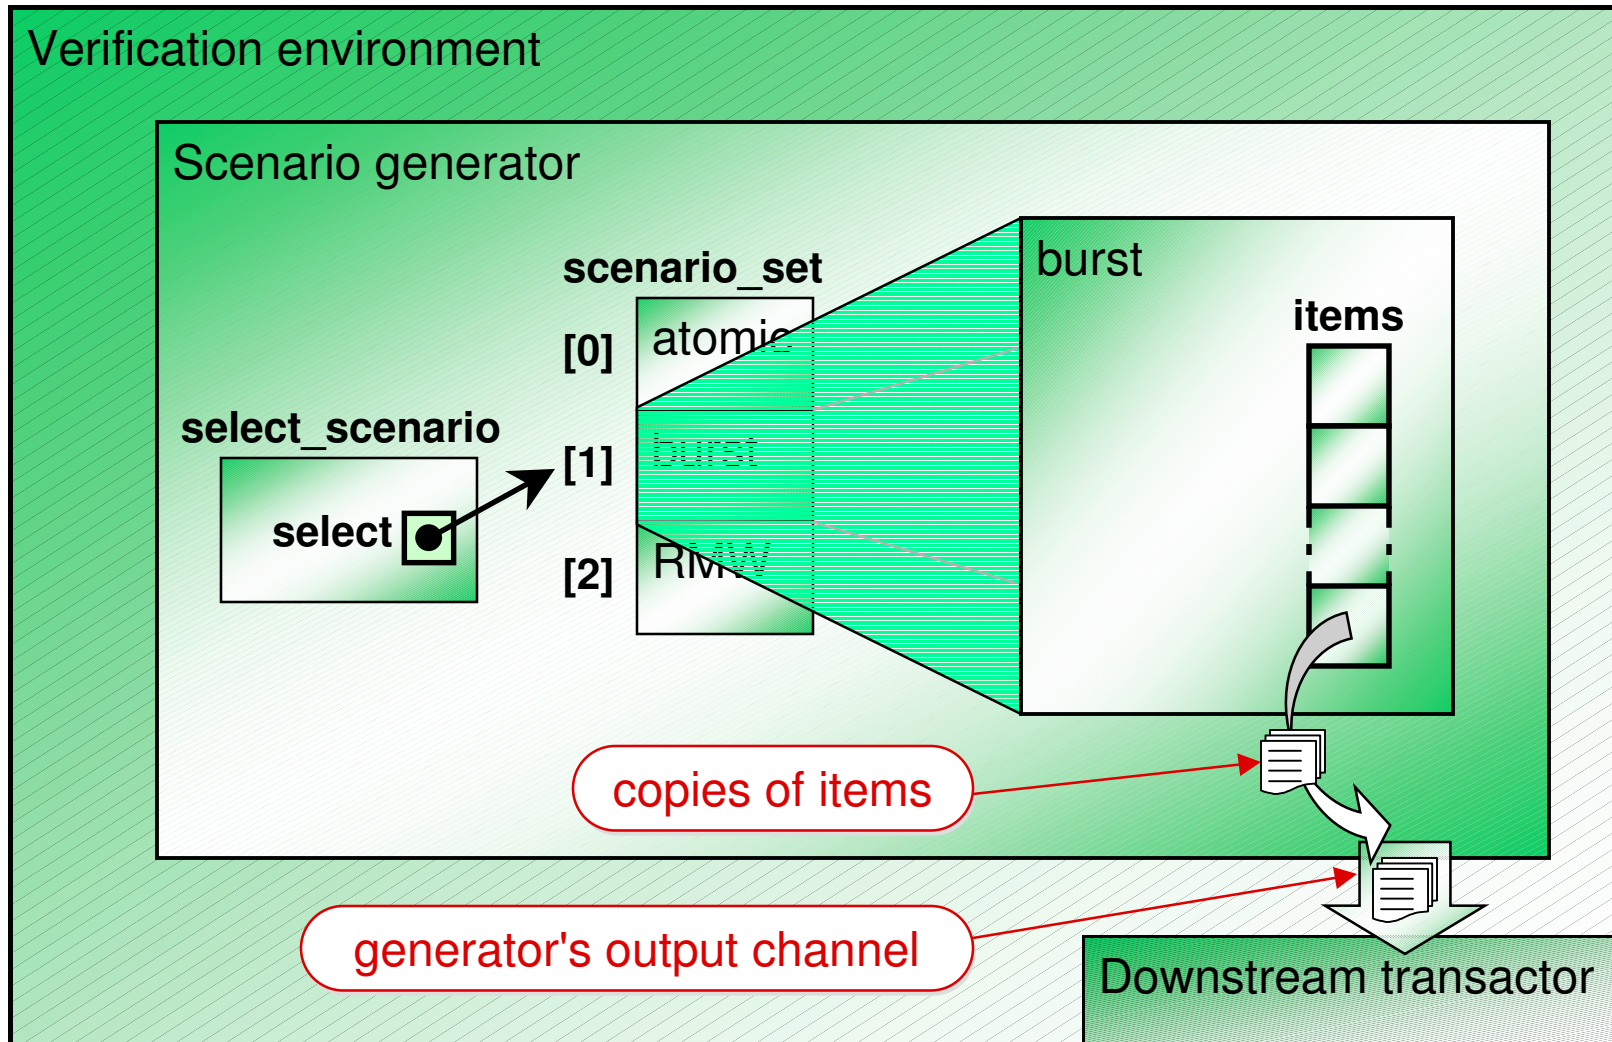 Verification environment
Scenario generator
scenario_set
burst
[0]
atomic
items
select_scenario
[1]
burst
select
[2]
RMW
copies of items
generator's output channel
Downstream transactor